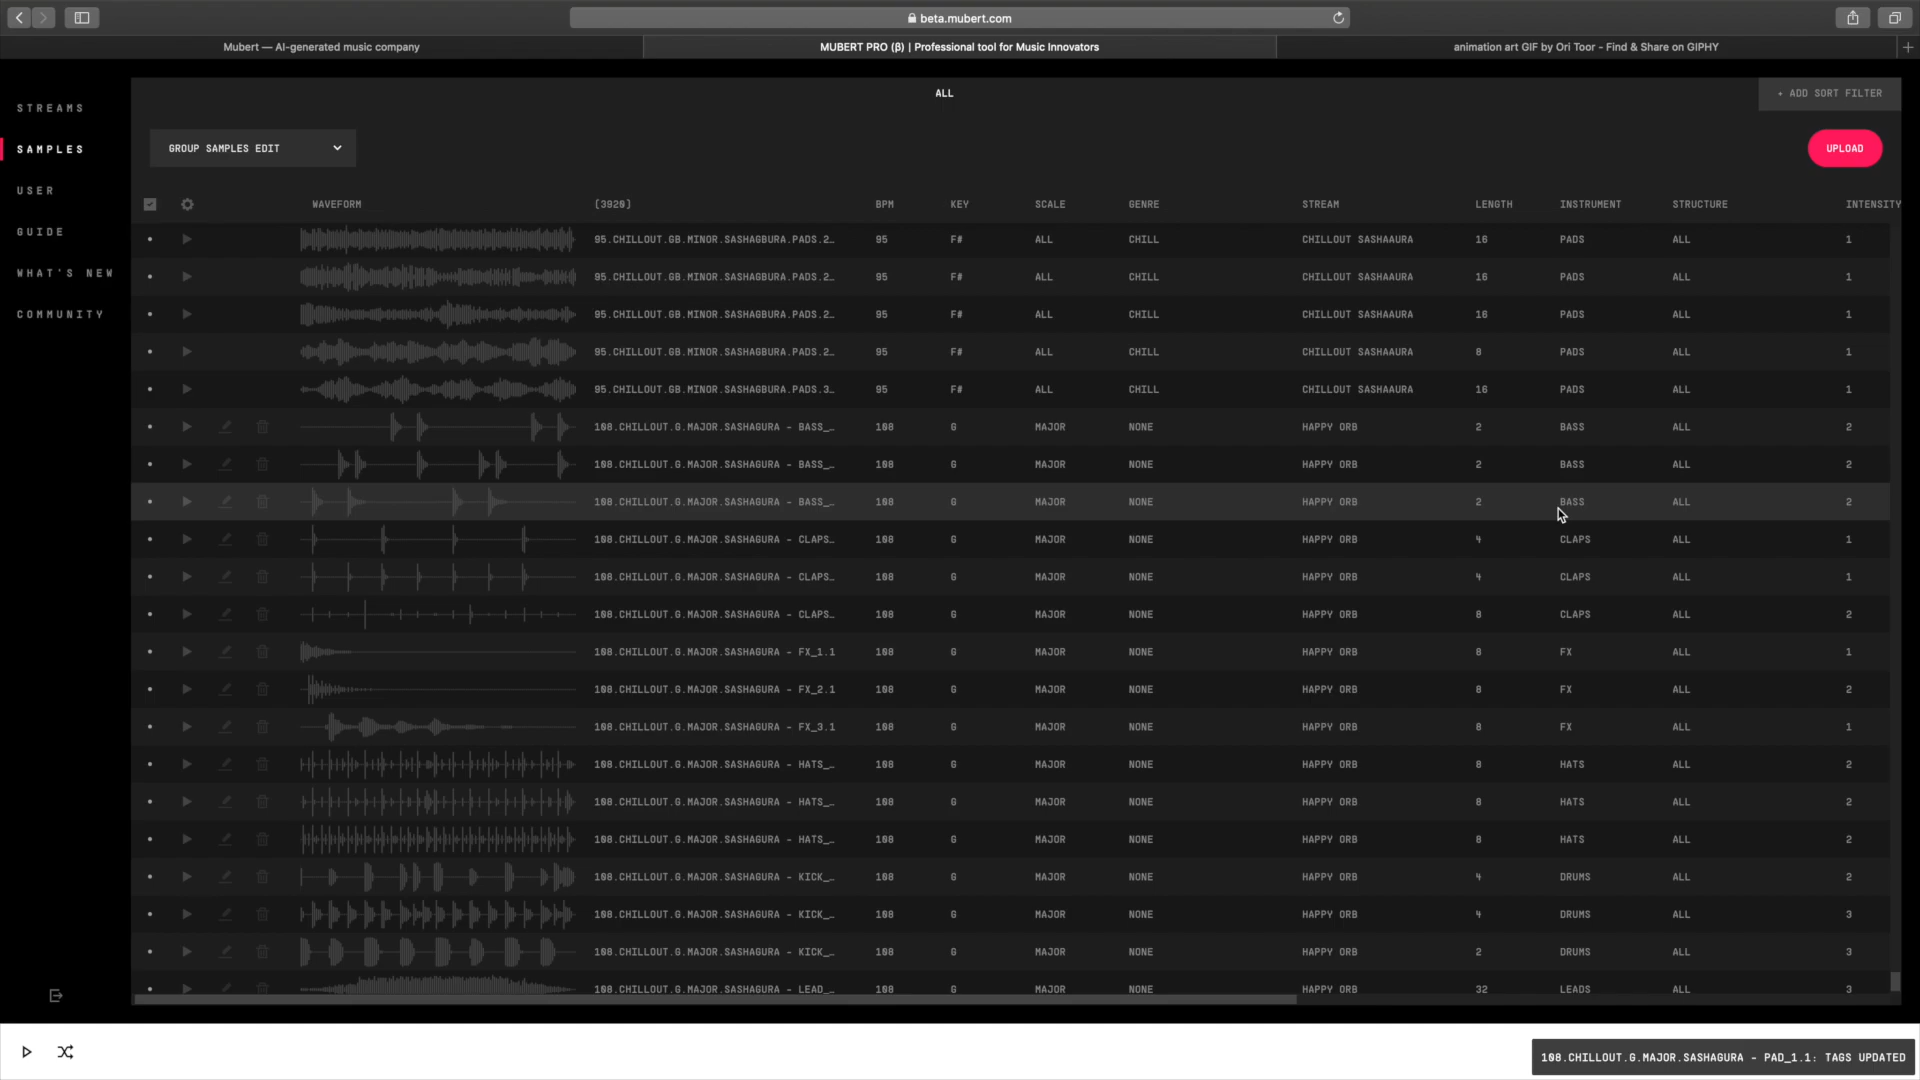 beta.mubert.com
Mubert — AI-generated music company
MUBERT PRO (β) | Professional tool for Music Innovators
animation art GIF by Ori Toor - Find & Share on GIPHY
STREAMS
SAMPLES
USER
GUIDE
WHAT'S NEW
COMMUNITY
ALL
+ ADD SORT FILTER
GROUP SAMPLES EDIT
UPLOAD
WAVEFORM (3920) BPM KEY SCALE GENRE STREAM LENGTH INSTRUMENT STRUCTURE INTENSITY
95.CHILLOUT.GB.MINOR.SASHAGBURA.PADS.2… 95 F# ALL CHILL CHILLOUT SASHAAURA 16 PADS ALL 1
95.CHILLOUT.GB.MINOR.SASHAGBURA.PADS.2… 95 F# ALL CHILL CHILLOUT SASHAAURA 16 PADS ALL 1
95.CHILLOUT.GB.MINOR.SASHAGBURA.PADS.2… 95 F# ALL CHILL CHILLOUT SASHAAURA 16 PADS ALL 1
95.CHILLOUT.GB.MINOR.SASHAGBURA.PADS.2… 95 F# ALL CHILL CHILLOUT SASHAAURA 8 PADS ALL 1
95.CHILLOUT.GB.MINOR.SASHAGBURA.PADS.3… 95 F# ALL CHILL CHILLOUT SASHAAURA 16 PADS ALL 1
108.CHILLOUT.G.MAJOR.SASHAGURA - BASS_… 108 G MAJOR NONE HAPPY ORB 2 BASS ALL 2
108.CHILLOUT.G.MAJOR.SASHAGURA - BASS_… 108 G MAJOR NONE HAPPY ORB 2 BASS ALL 2
108.CHILLOUT.G.MAJOR.SASHAGURA - BASS_… 108 G MAJOR NONE HAPPY ORB 2 BASS ALL 2
108.CHILLOUT.G.MAJOR.SASHAGURA - CLAPS… 108 G MAJOR NONE HAPPY ORB 4 CLAPS ALL 1
108.CHILLOUT.G.MAJOR.SASHAGURA - CLAPS… 108 G MAJOR NONE HAPPY ORB 4 CLAPS ALL 1
108.CHILLOUT.G.MAJOR.SASHAGURA - CLAPS… 108 G MAJOR NONE HAPPY ORB 8 CLAPS ALL 2
108.CHILLOUT.G.MAJOR.SASHAGURA - FX_1.1 108 G MAJOR NONE HAPPY ORB 8 FX ALL 1
108.CHILLOUT.G.MAJOR.SASHAGURA - FX_2.1 108 G MAJOR NONE HAPPY ORB 8 FX ALL 2
108.CHILLOUT.G.MAJOR.SASHAGURA - FX_3.1 108 G MAJOR NONE HAPPY ORB 8 FX ALL 1
108.CHILLOUT.G.MAJOR.SASHAGURA - HATS_… 108 G MAJOR NONE HAPPY ORB 8 HATS ALL 2
108.CHILLOUT.G.MAJOR.SASHAGURA - HATS_… 108 G MAJOR NONE HAPPY ORB 8 HATS ALL 2
108.CHILLOUT.G.MAJOR.SASHAGURA - HATS_… 108 G MAJOR NONE HAPPY ORB 8 HATS ALL 2
108.CHILLOUT.G.MAJOR.SASHAGURA - KICK_… 108 G MAJOR NONE HAPPY ORB 4 DRUMS ALL 2
108.CHILLOUT.G.MAJOR.SASHAGURA - KICK_… 108 G MAJOR NONE HAPPY ORB 4 DRUMS ALL 3
108.CHILLOUT.G.MAJOR.SASHAGURA - KICK_… 108 G MAJOR NONE HAPPY ORB 2 DRUMS ALL 3
108.CHILLOUT.G.MAJOR.SASHAGURA - LEAD_… 108 G MAJOR NONE HAPPY ORB 32 LEADS ALL 3
108.CHILLOUT.G.MAJOR.SASHAGURA - PAD_1.1: TAGS UPDATED